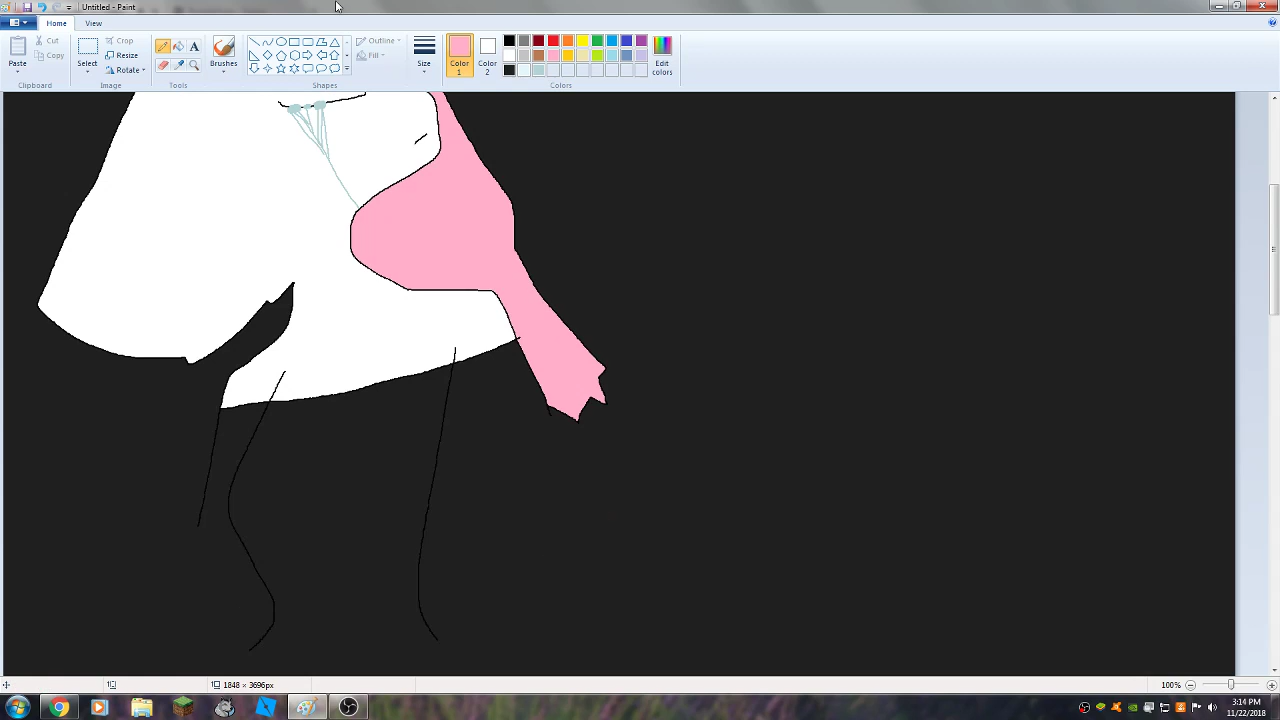 Untitled - Paint
Home View
Paste
Cut
Copy
Clipboard
Select
Crop
Resize
Rotate
Image
Tools
Brushes
Shapes
Outline
Fill
Size
Color 1
Color 2
Edit colors
Colors
1848 × 3696px
100%
3:14 PM
11/22/2018